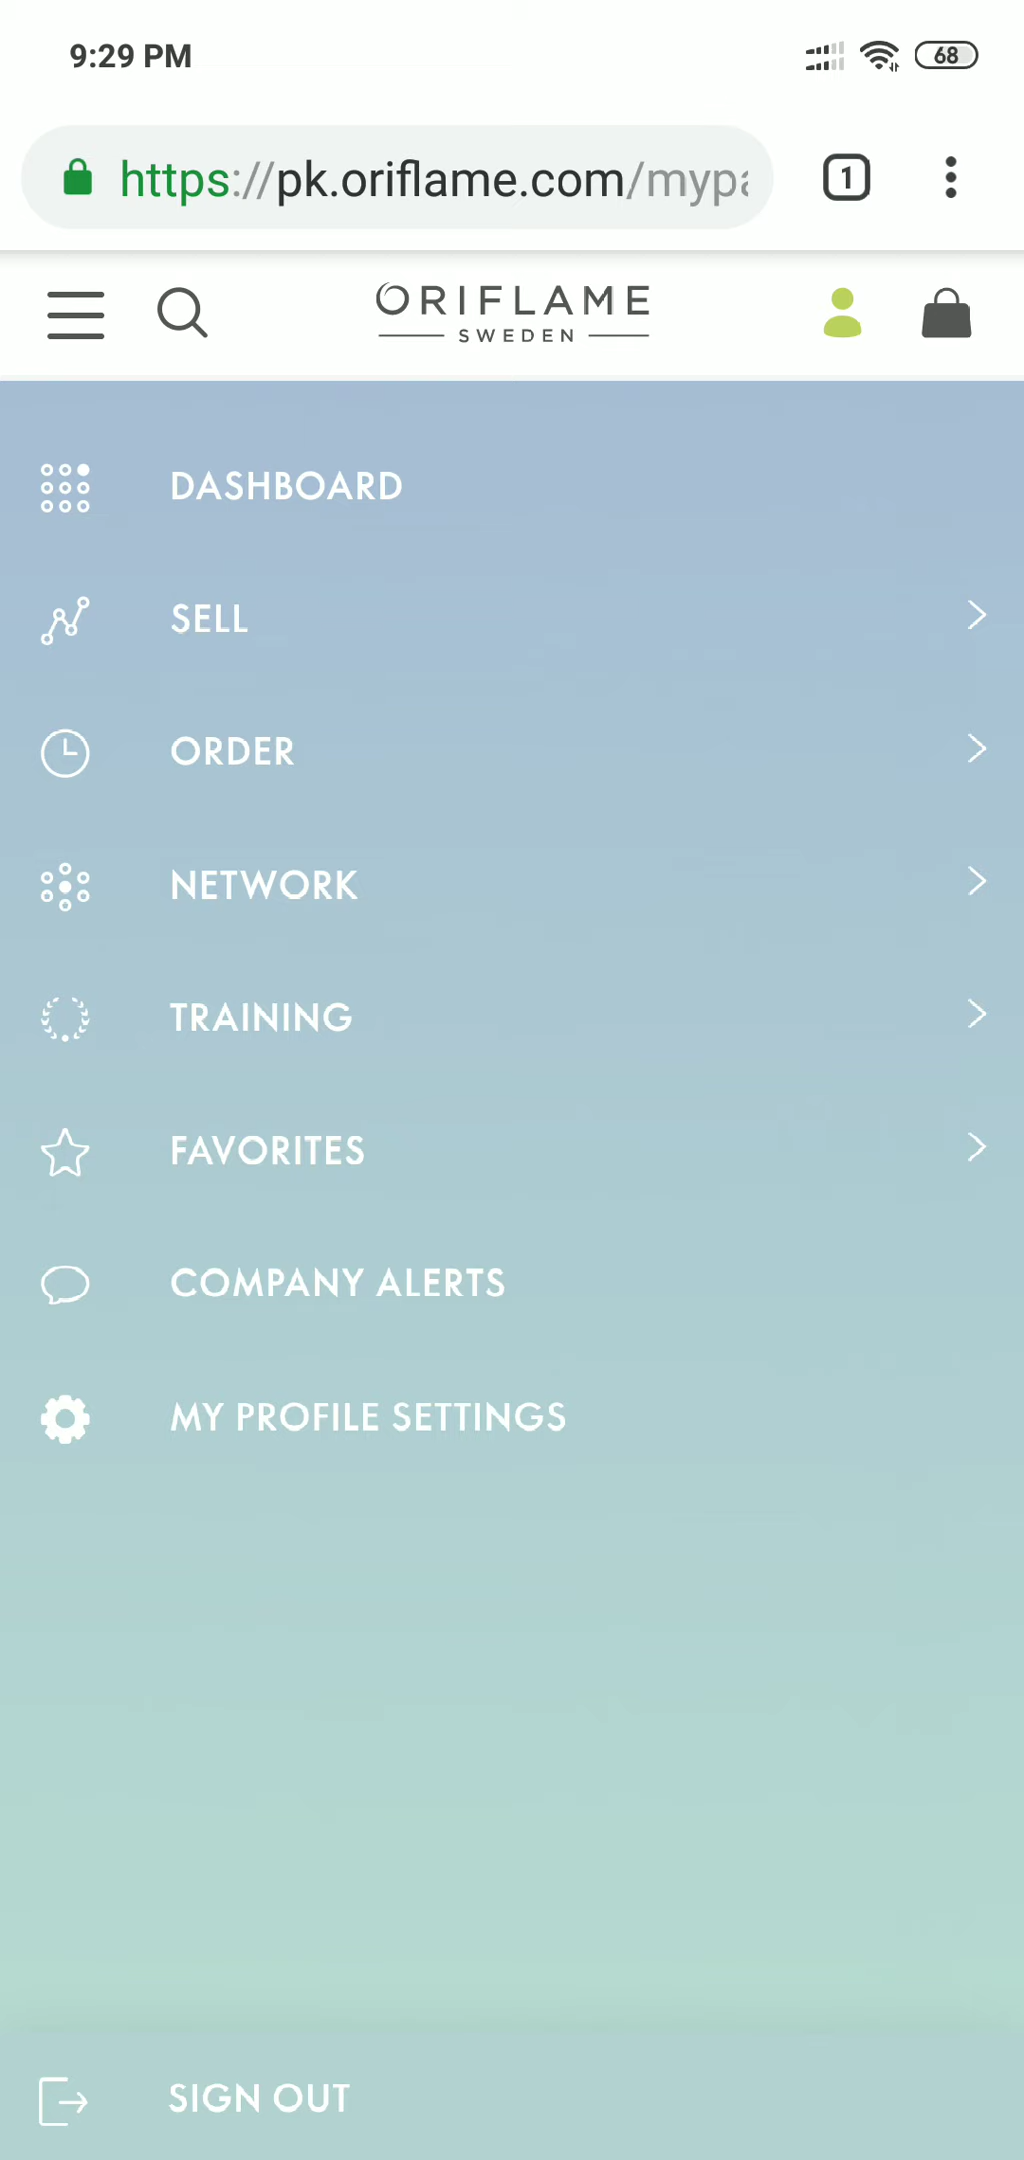 9:29 PM
68
https://pk.oriflame.com/mypa
1
ORIFLAME
SWEDEN
DASHBOARD
SELL
ORDER
NETWORK
TRAINING
FAVORITES
COMPANY ALERTS
MY PROFILE SETTINGS
SIGN OUT